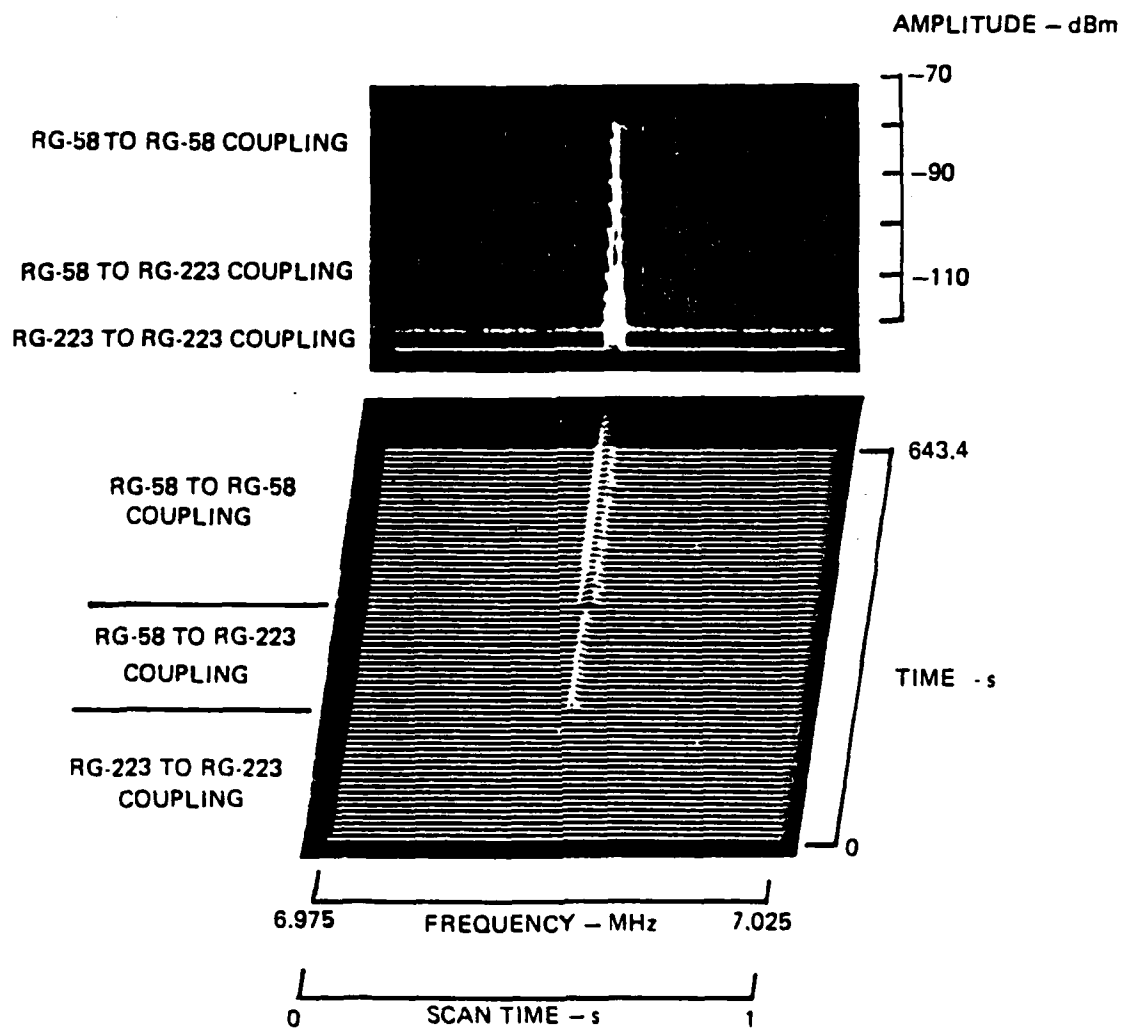 AMPLITUDE – dBm
–70
RG-58 TO RG-58 COUPLING
–90
RG-58 TO RG-223 COUPLING
–110
RG-223 TO RG-223 COUPLING
643.4
RG-58 TO RG-58
COUPLING
RG-58 TO RG-223
COUPLING
TIME - s
RG-223 TO RG-223
COUPLING
0
6.975 FREQUENCY – MHz 7.025
0 SCAN TIME – s 1